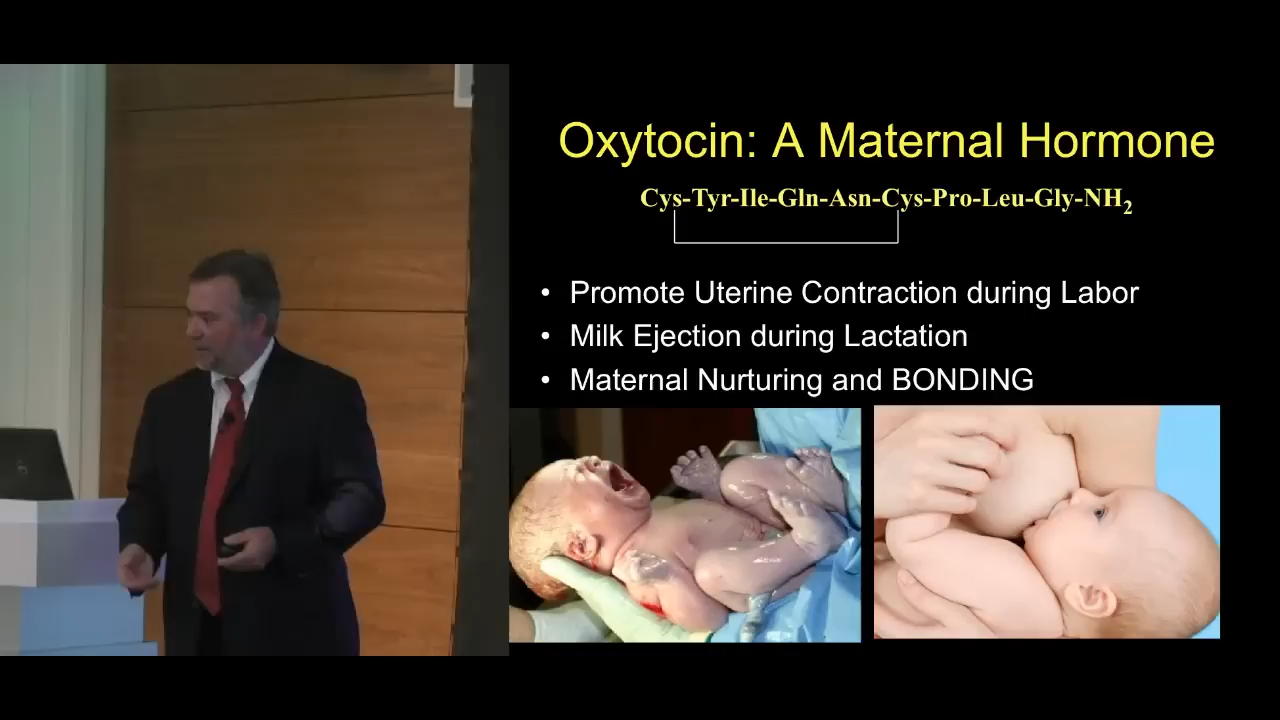 Oxytocin: A Maternal Hormone
Cys-Tyr-Ile-Gln-Asn-Cys-Pro-Leu-Gly-NH₂
• Promote Uterine Contraction during Labor
• Milk Ejection during Lactation
• Maternal Nurturing and BONDING